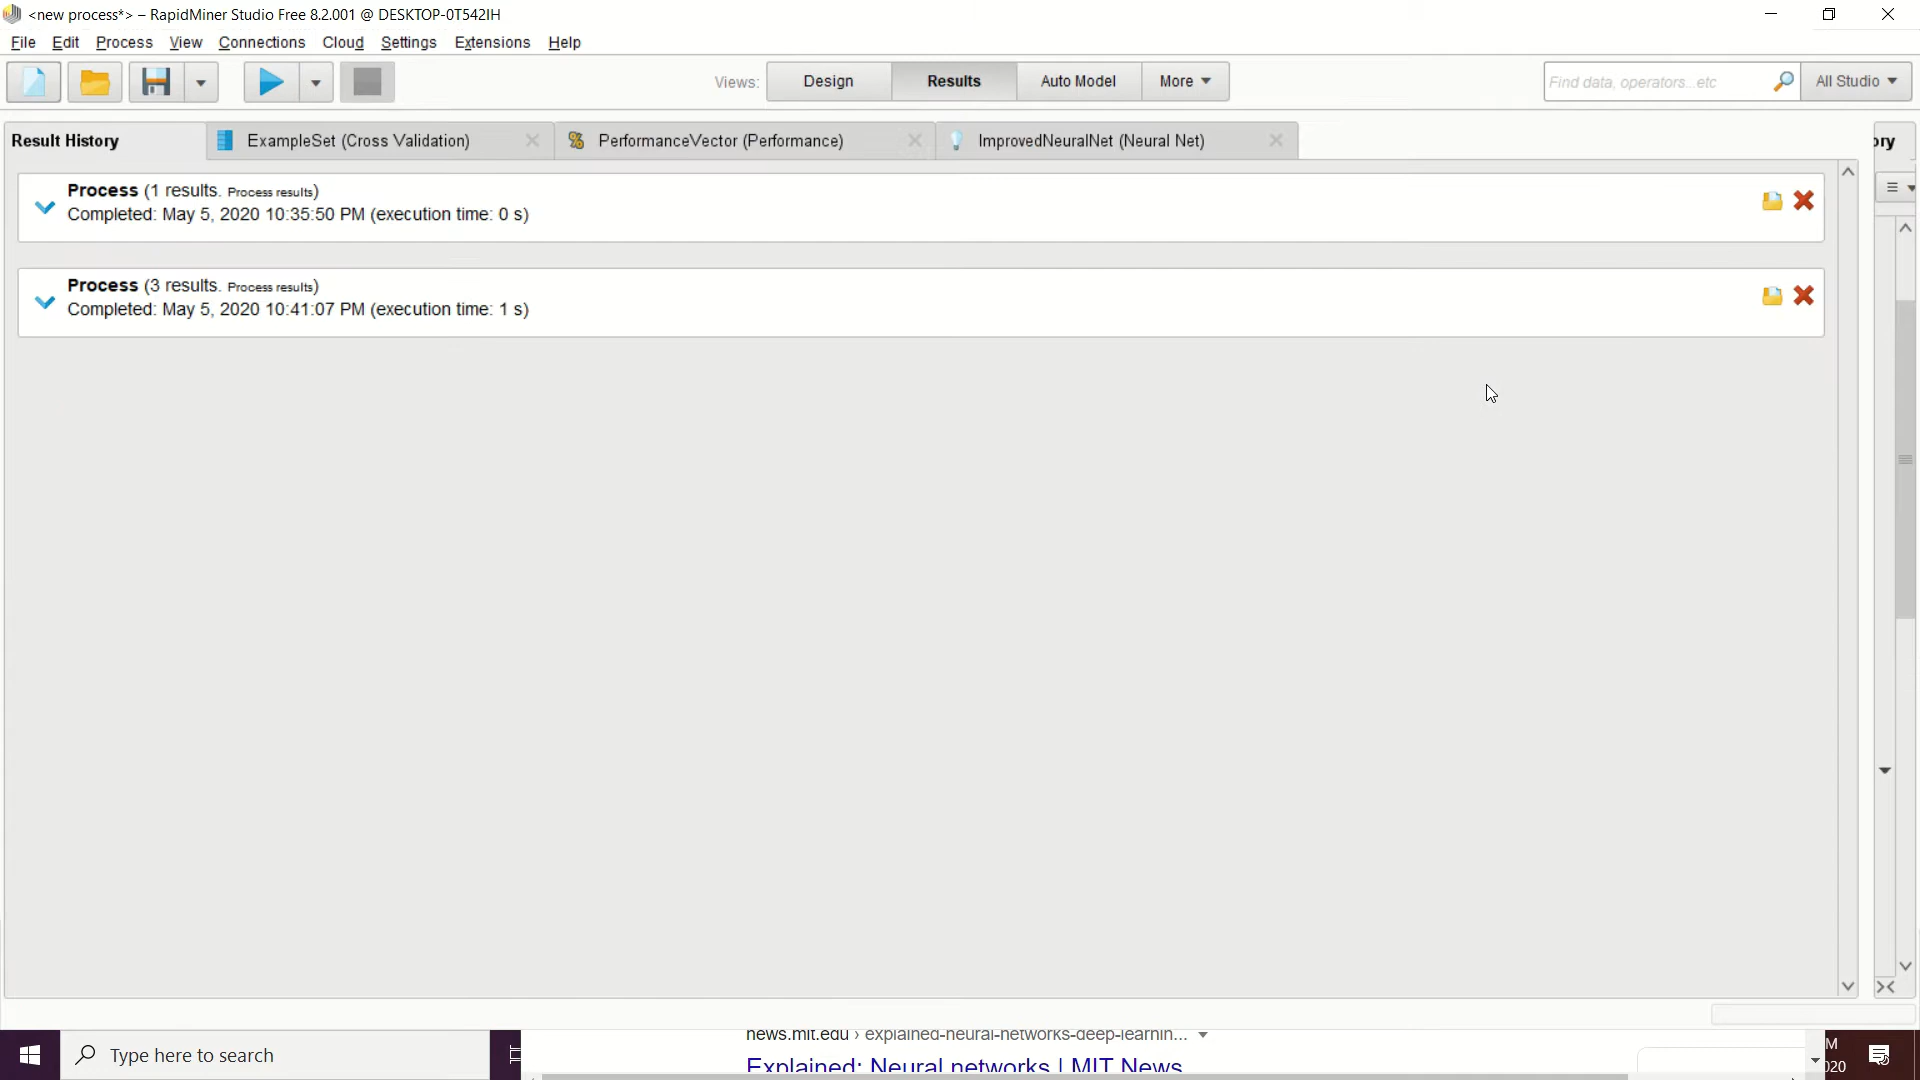 <new process*> – RapidMiner Studio Free 8.2.001 @ DESKTOP-0T542IH
File Edit Process View Connections Cloud Settings Extensions Help
Views: Design Results Auto Model More Find data, operators...etc All Studio
Result History ExampleSet (Cross Validation) PerformanceVector (Performance) ImprovedNeuralNet (Neural Net) ory
Process (1 results. Process results)
Completed: May 5, 2020 10:35:50 PM (execution time: 0 s)
Process (3 results. Process results)
Completed: May 5, 2020 10:41:07 PM (execution time: 1 s)
news.mit.edu › explained-neural-networks-deep-learnin...
Type here to search
Explained: Neural networks | MIT News
M
020